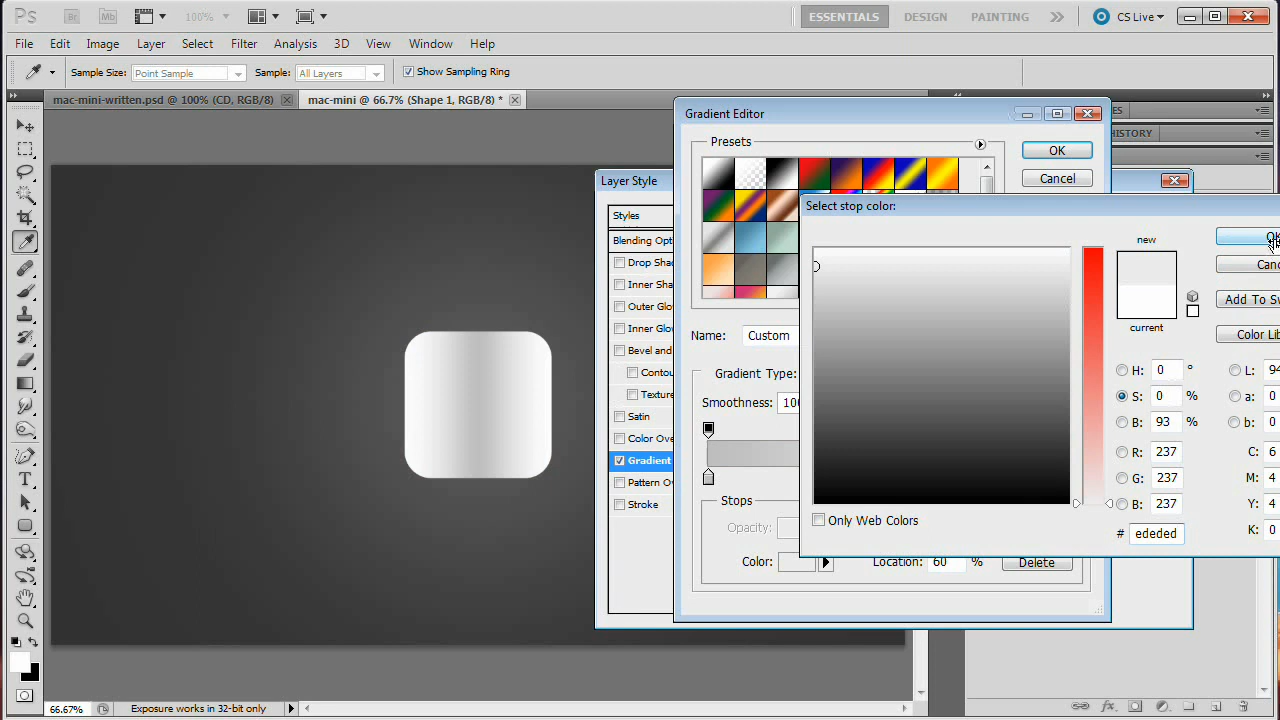 Ps Br Mb 100% ESSENTIALS DESIGN PAINTING CS Live
File Edit Image Layer Select Filter Analysis 3D View Window Help
Sample Size: Point Sample Sample: All Layers Show Sampling Ring
mac-mini-written.psd @ 100% (CD, RGB/8) mac-mini @ 66.7% (Shape 1, RGB/8) *
Gradient Editor
HISTORY
Presets
OK
Cancel
Layer Style
Select stop color:
Styles
Blending Opti
Drop Sha
Inner Sha
Outer Glo
Inner Glo
Bevel and
Conto
Texture
Satin
Color Ove
Gradient
Pattern O
Stroke
new
current
OK
Canc
Add To Sw
Color Lib
Name: Custom
Gradient Type:
Smoothness: 100
H: 0 ° L: 94
S: 0 % a: 0
B: 93 % b: 0
R: 237 C: 6
G: 237 M: 4
B: 237 Y: 4
# ededed K: 0
Only Web Colors
Stops
Opacity:
Color: Location: 60 % Delete
66.67% Exposure works in 32-bit only